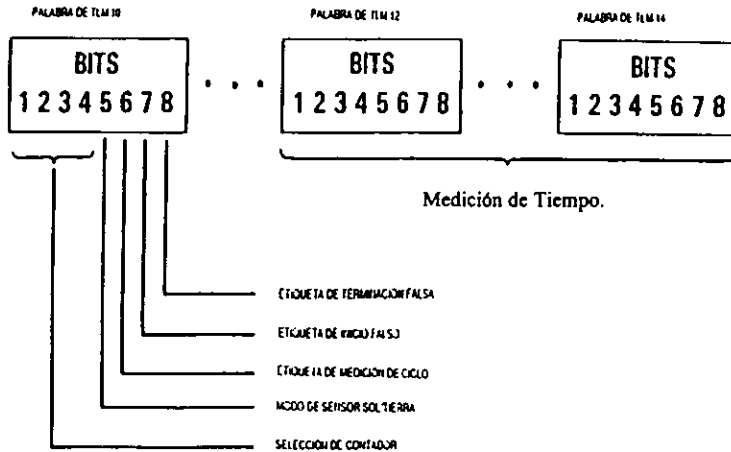 PALABRA DE TLM 10
PALABRA DE TLM 12
PALABRA DE TLM 14
BITS
1 2 3 4 5 6 7 8
BITS
1 2 3 4 5 6 7 8
BITS
1 2 3 4 5 6 7 8
Medición de Tiempo.
ETIQUETA DE TERMINACIÓN FALSA
ETIQUETA DE INICIO FALSO
ETIQUETA DE MEDICIÓN DE CICLO
MODO DE SENSOR SOL TIERRA
SELECCIÓN DE CONTADOR